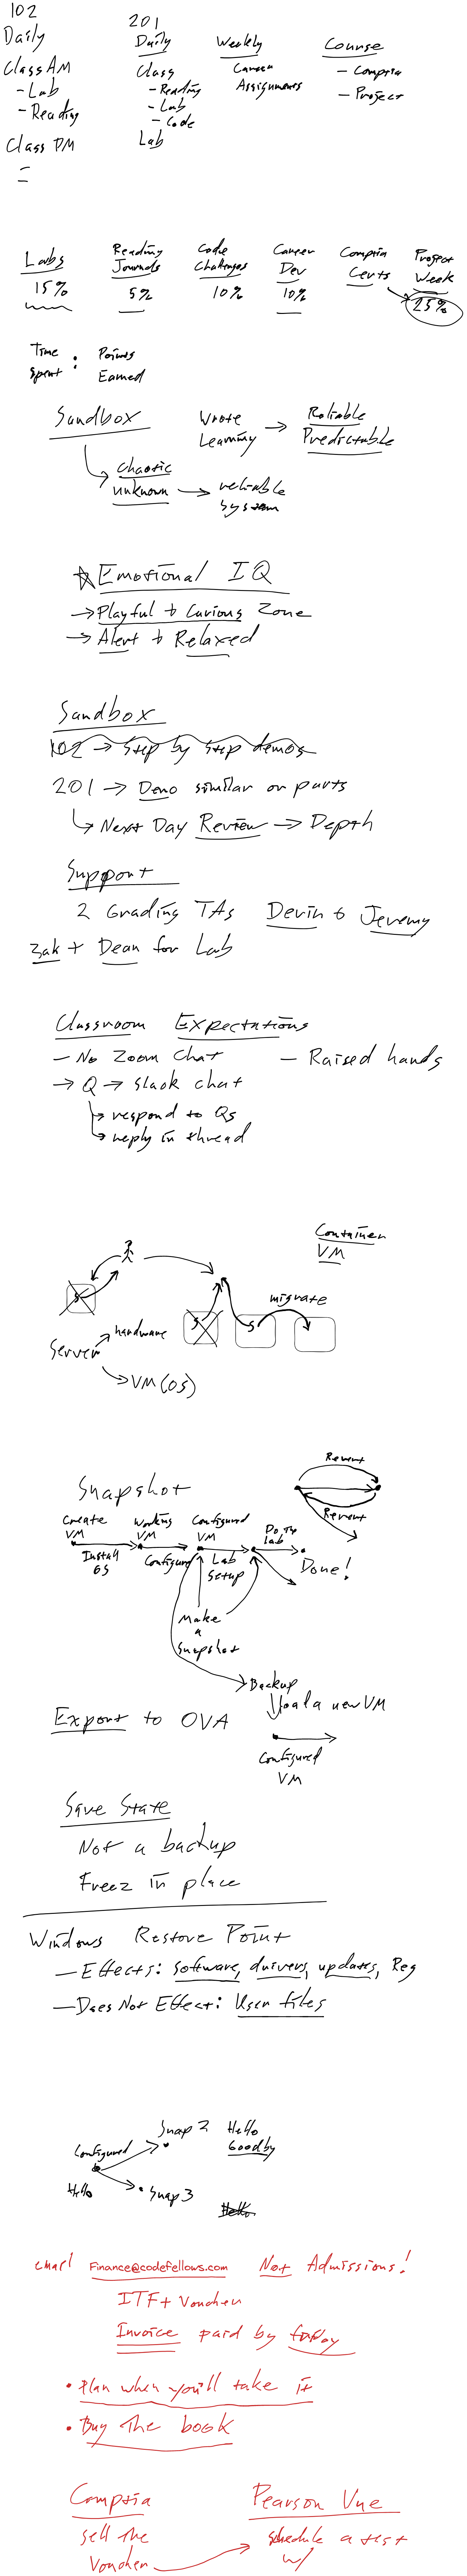 102
Daily
Class AM
- Lab
- Reading
Class PM
201
Daily
Class
- Reading
- Lab
- Code
Lab
Weekly
Career
Assignments
Course
- Comptia
- Project
Labs
15%
Reading
Journals
5%
Code
Challenges
10%
Career
Dev
10%
Comptia
Certs
Project
Week
25%
Time
spent
:
Points
Earned
Sandbox
Wrote
Learning
Reliable
Predictable
chaotic
unknown
reliable
system
Emotional IQ
Playful + Curious Zone
Alert + Relaxed
Sandbox
102 → Step by Step demos
201 → Demo similar or parts
Next Day Review → Depth
Support
2 Grading TAs Devin + Jeremy
Zak + Dean for Lab
Classroom Expectations
- No Zoom Chat
- Raised hands
→ Q → slack chat
respond to Qs
reply in thread
Container
VM
S
S
S
migrate
Server
hardware
VM (OS)
Revert
Revert
Snapshot
Create
VM
Install
OS
Working
VM
Configured
Configured
VM
Lab
Setup
Do The
lab
Done!
Make
a
Snapshot
Backup
a new VM
Export to OVA
Configured
VM
Save State
Not a backup
Freez in place
Windows Restore Point
- Effects: Software, drivers, updates, Reg
- Does Not Effect: User files
Snap 2
Hello
Goodby
Configured
Hello
Snap 3
Hello
email Finance@codefellows.com Not Admissions!
ITF+ Voucher
Invoice paid by today
• Plan when you'll take it
• Buy The book
Comptia
sell the
Voucher
Pearson Vue
schedule a test
w/